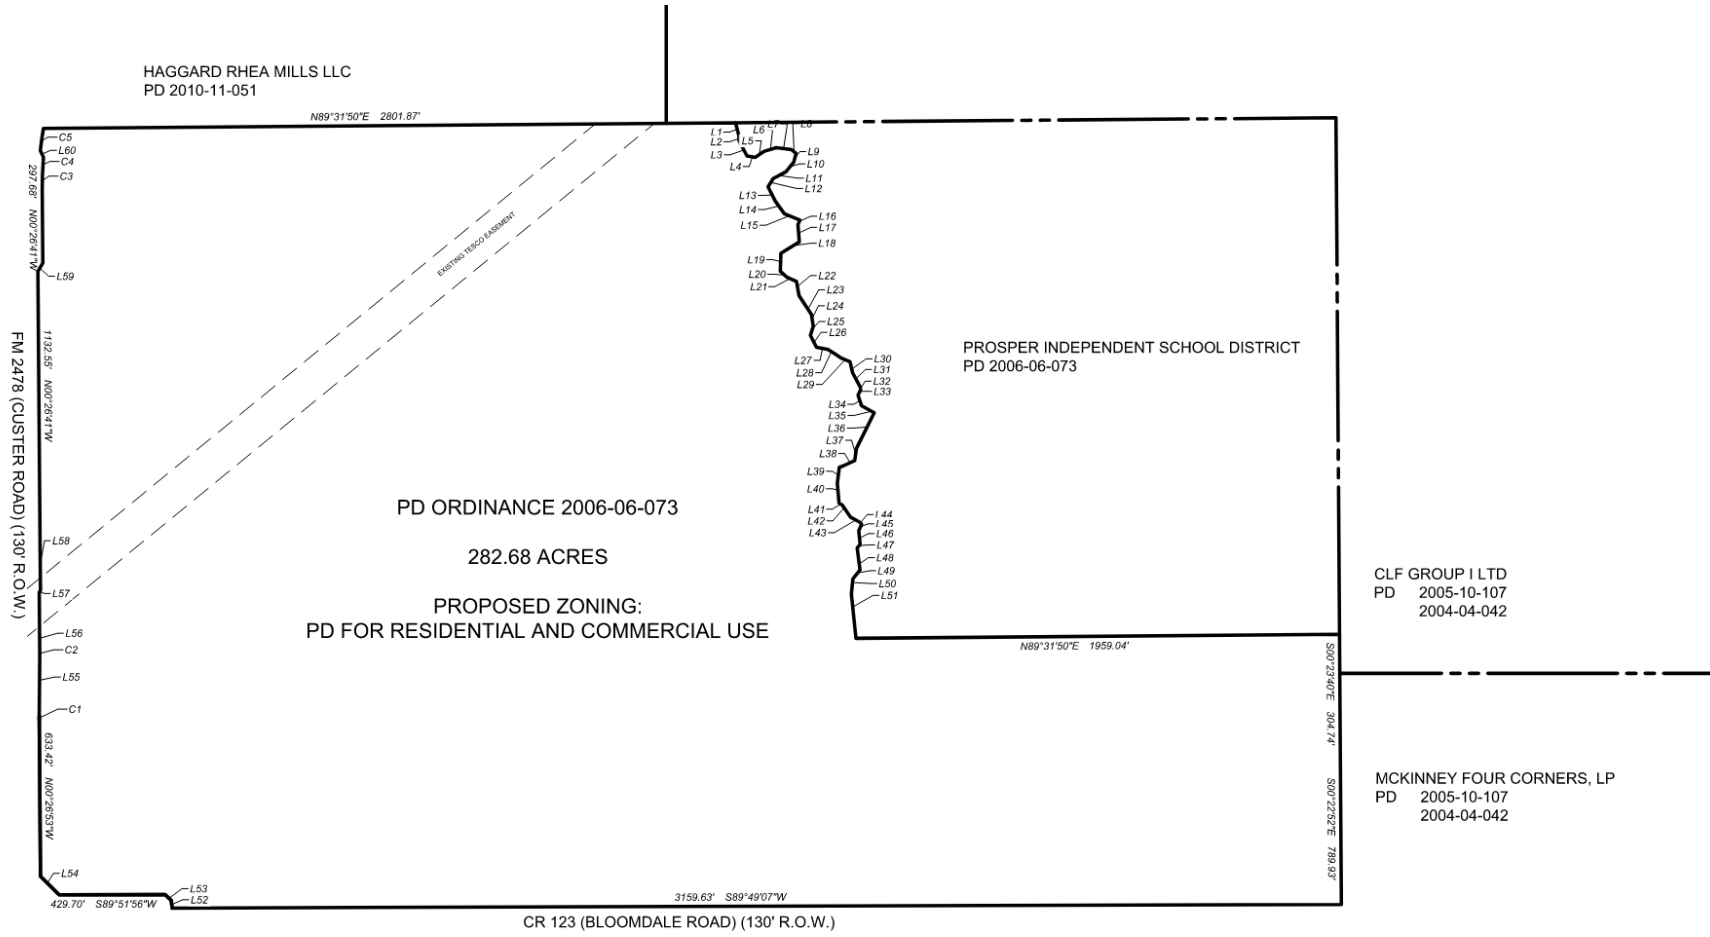 HAGGARD RHEA MILLS LLC
PD 2010-11-051
N89°31'50"E 2801.87'
C5
L60
C4
C3
297.68' N00°26'41"W
L59
1132.55' N00°26'41"W
FM 2478 (CUSTER ROAD) (130' R.O.W.)
L58
L57
L56
C2
L55
C1
633.42' N00°26'53"W
L54
429.70' S89°51'56"W
L53
L52
EXISTING TESCO EASEMENT
PD ORDINANCE 2006-06-073
282.68 ACRES
PROPOSED ZONING:
PD FOR RESIDENTIAL AND COMMERCIAL USE
L1
L2
L3
L4
L5
L6
L7
L8
L9
L10
L11
L12
L13
L14
L15
L16
L17
L18
L19
L20
L21
L22
L23
L24
L25
L26
L27
L28
L29
L30
L31
L32
L33
L34
L35
L36
L37
L38
L39
L40
L41
L42
L43
L44
L45
L46
L47
L48
L49
L50
L51
PROSPER INDEPENDENT SCHOOL DISTRICT
PD 2006-06-073
N89°31'50"E 1959.04'
CLF GROUP I LTD
PD 2005-10-107
2004-04-042
S00°23'40"E 304.74'
S00°22'52"E 789.93'
MCKINNEY FOUR CORNERS, LP
PD 2005-10-107
2004-04-042
3159.63' S89°49'07"W
CR 123 (BLOOMDALE ROAD) (130' R.O.W.)